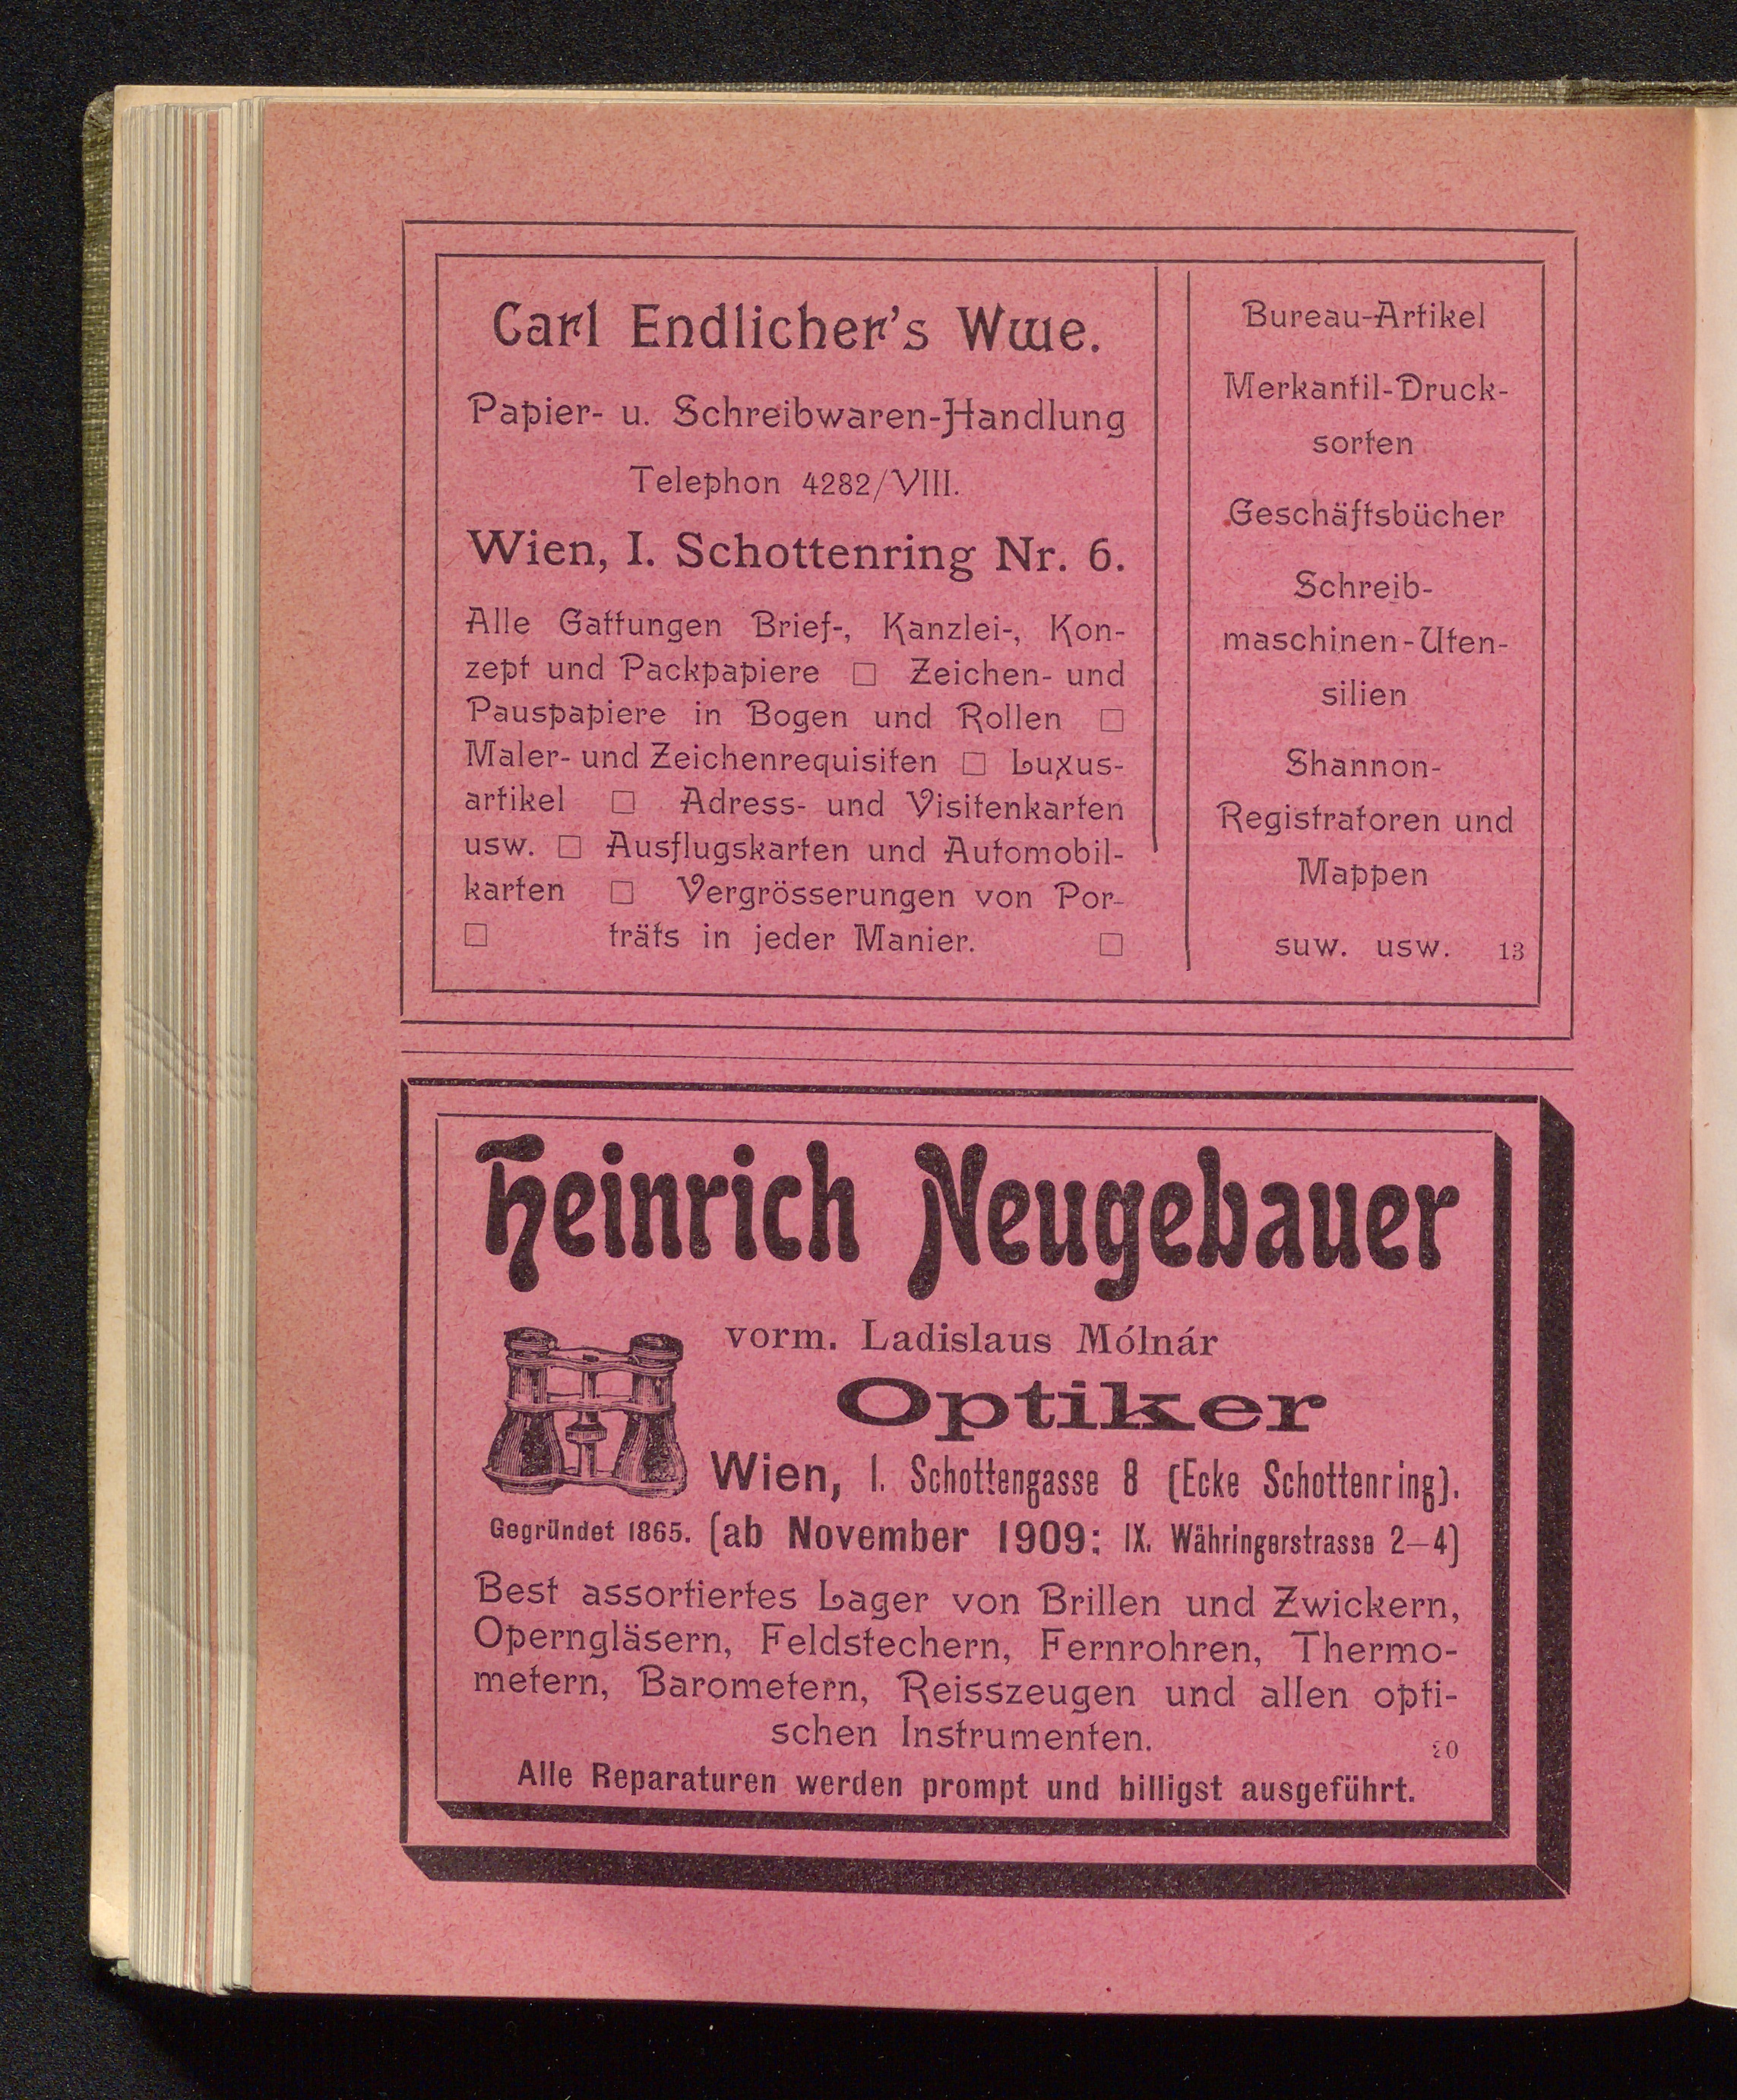 Carl Endlicher's Wwe.
Papier- u. Schreibwaren-Handlung
Telephon 4282/VIII.
Wien, I. Schottenring Nr. 6.
Alle Gattungen Brief-, Kanzlei-, Kon-
zept und Packpapiere □ Zeichen- und
Pauspapiere in Bogen und Rollen □
Maler- und Zeichenrequisiten □ Luxus-
artikel □ Adress- und Visitenkarten
usw. □ Ausflugskarten und Automobil-
karten □ Vergrösserungen von Por-
□ träts in jeder Manier. □
Bureau-Artikel
Merkantil-Druck-
sorten
Geschäftsbücher
Schreib-
maschinen-Uten-
silien
Shannon-
Registratoren und
Mappen
suw. usw. 13
Heinrich Neugebauer
vorm. Ladislaus Mólnár
Optiker
Wien, I. Schottengasse 8 (Ecke Schottenring).
Gegründet 1865. (ab November 1909: IX. Währingerstrasse 2—4)
Best assortiertes Lager von Brillen und Zwickern,
Operngläsern, Feldstechern, Fernrohren, Thermo-
metern, Barometern, Reisszeugen und allen opti-
schen Instrumenten. 20
Alle Reparaturen werden prompt und billigst ausgeführt.